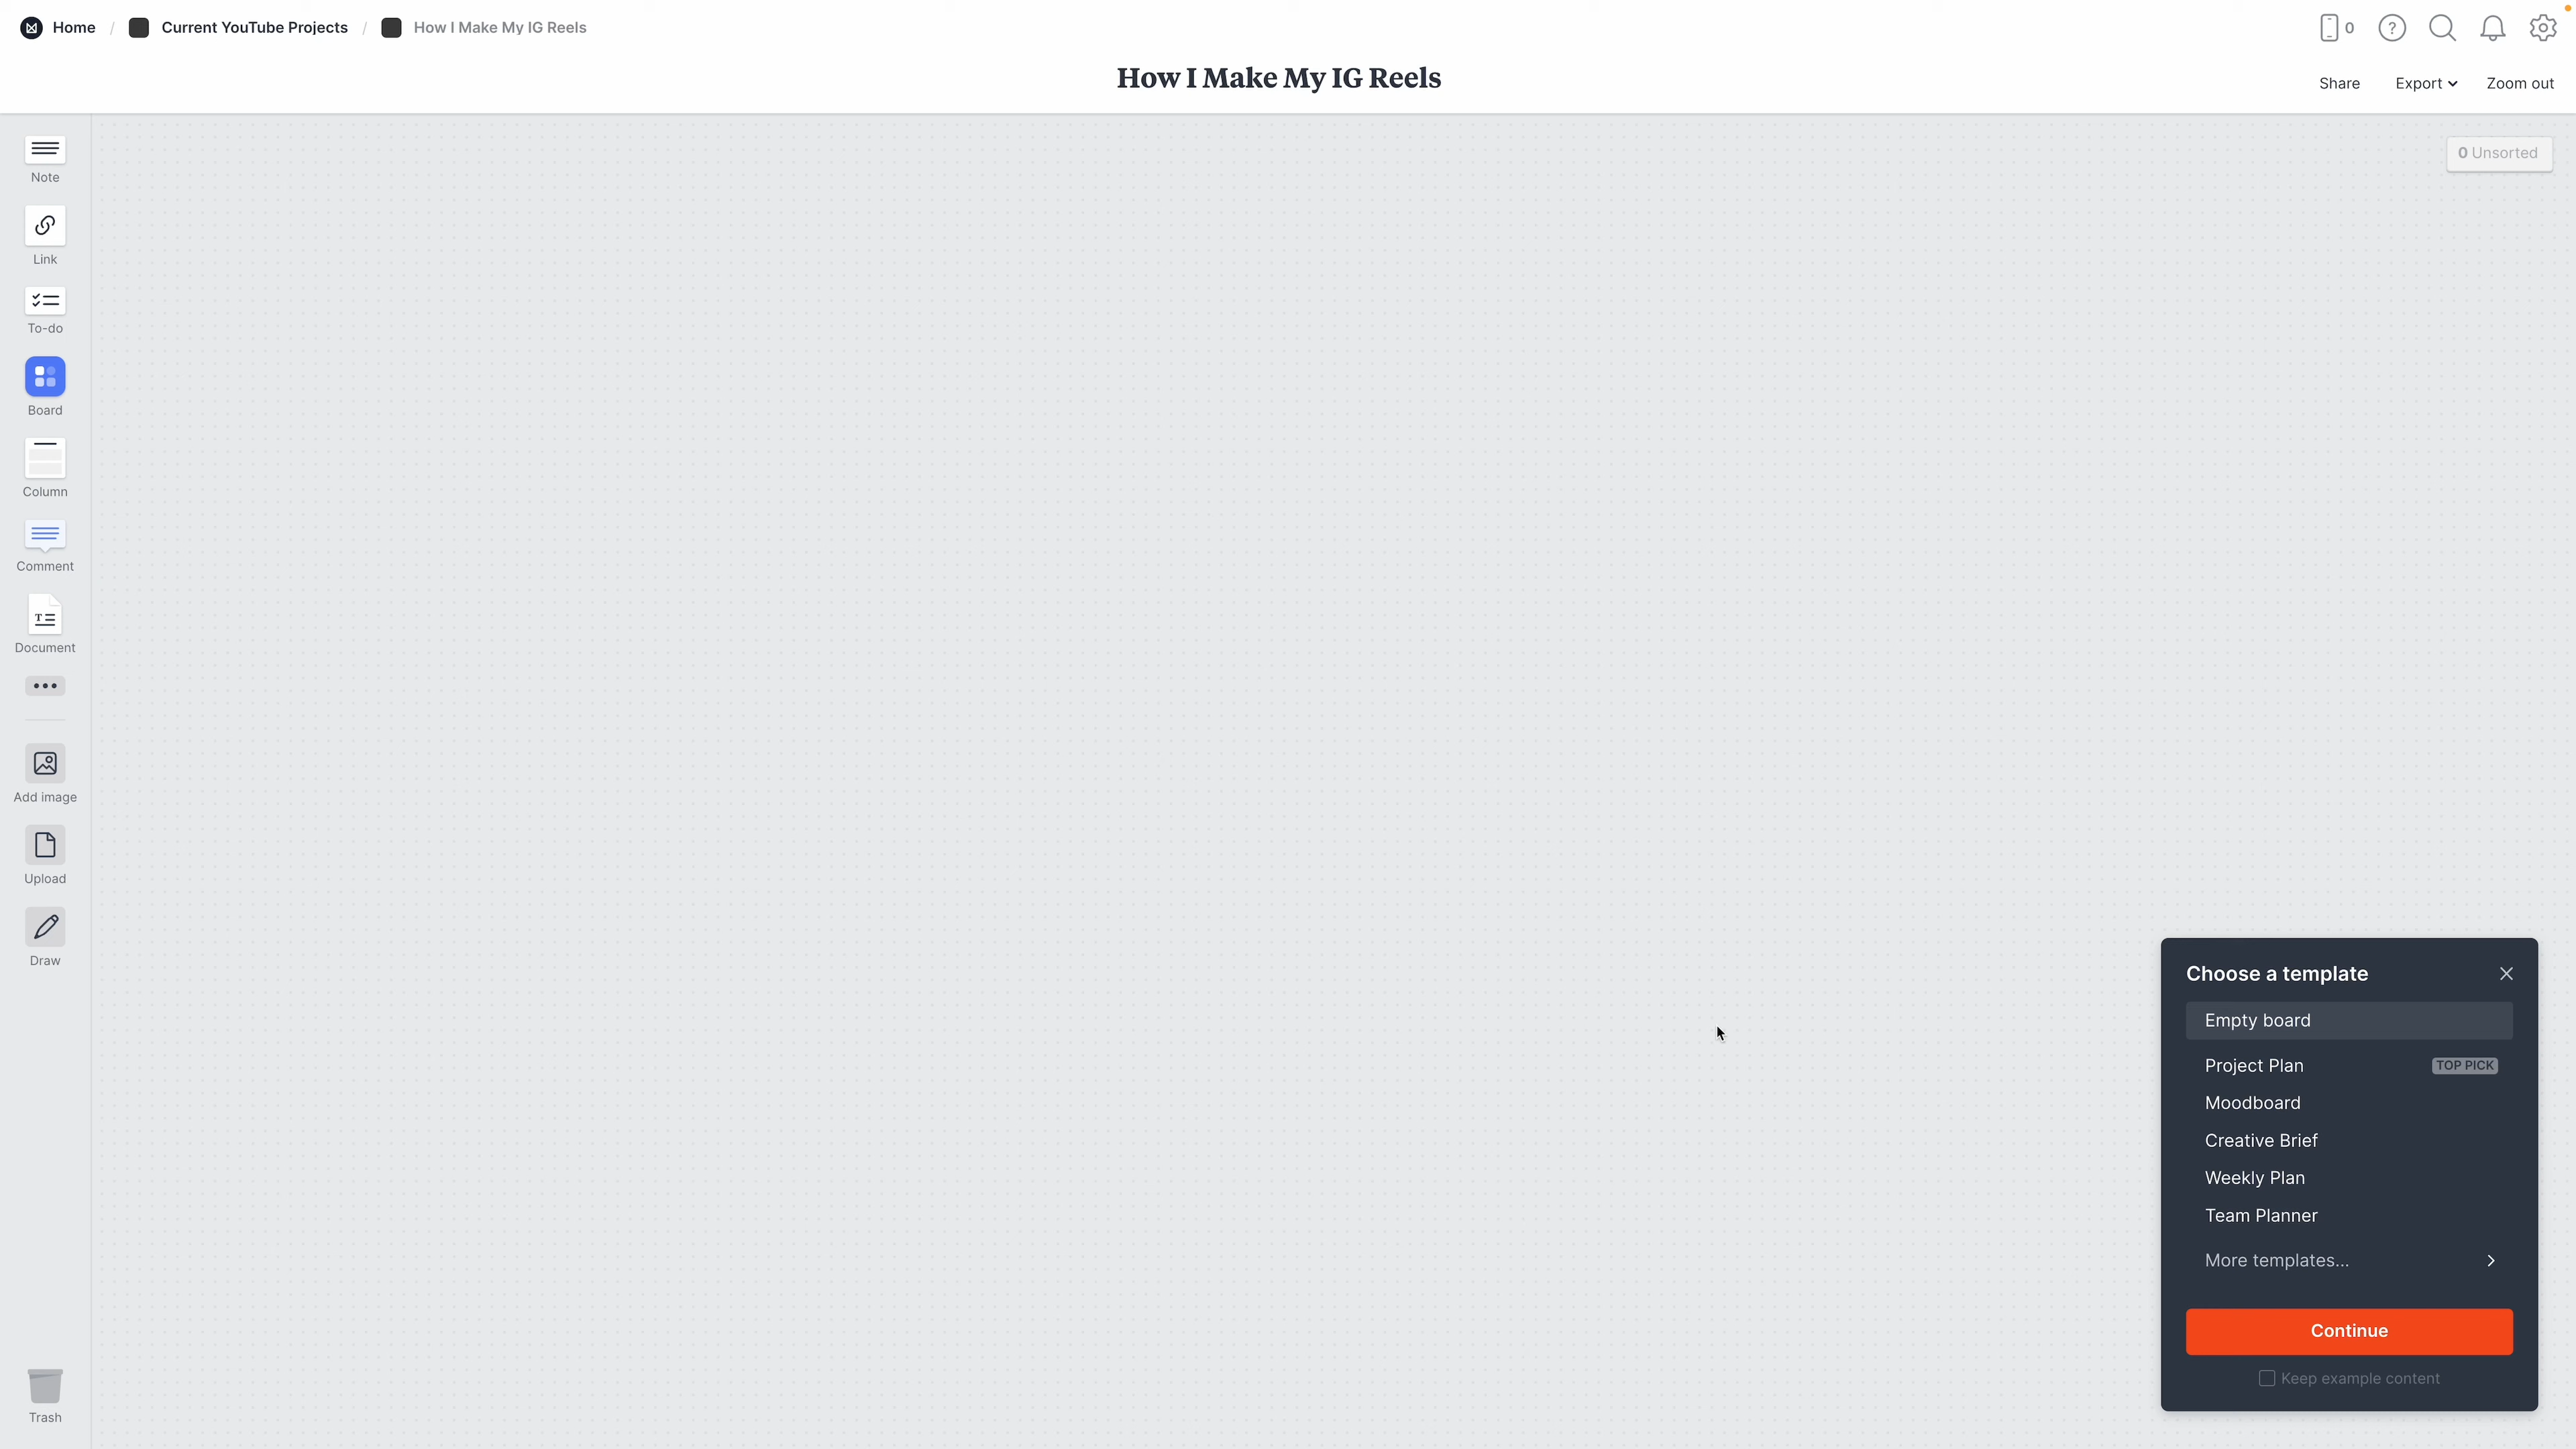 Home / Current YouTube Projects / How I Make My IG Reels
0
How I Make My IG Reels
Share
Export
Zoom out
0 Unsorted
Note
Link
To-do
Board
Column
Comment
Document
Add image
Upload
Draw
Trash
Choose a template
Empty board
Project Plan TOP PICK
Moodboard
Creative Brief
Weekly Plan
Team Planner
More templates...
Continue
Keep example content